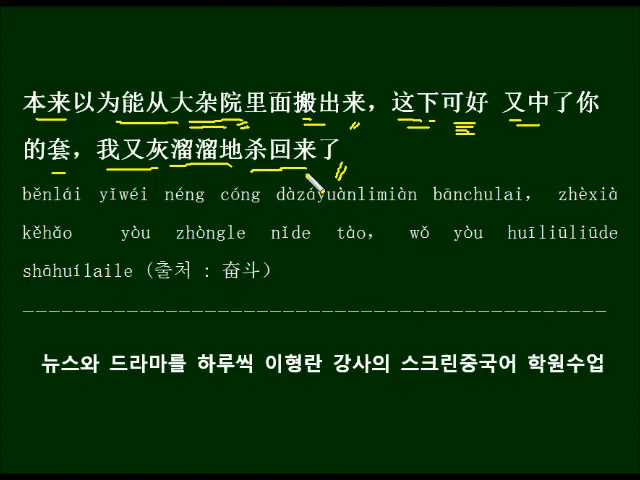 本来以为能从大杂院里面搬出来，这下可好 又中了你
的套，我又灰溜溜地杀回来了
běnlái yǐwéi néng cóng dàzáyuànlimiàn bānchulai, zhèxià
kěhǎo yòu zhòngle nǐde tào, wǒ yòu huīliūliūde
shāhuílaile (출처 : 奋斗)
뉴스와 드라마를 하루씩 이형란 강사의 스크린중국어 학원수업